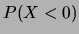 P(X < 0)